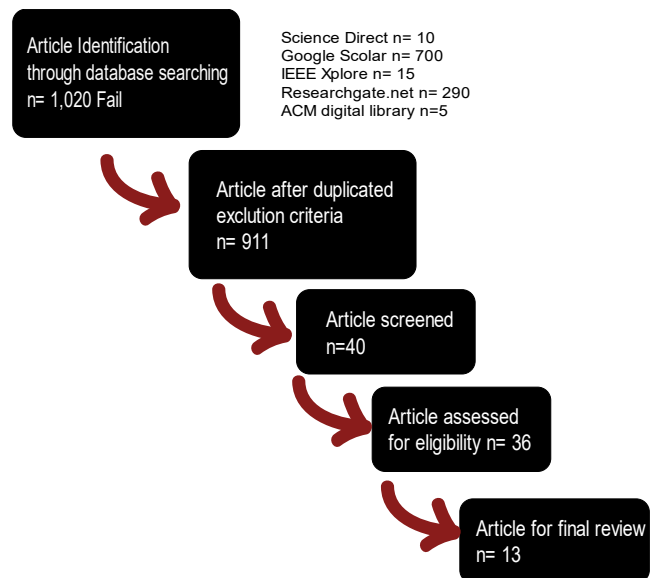 Article Identification
through database searching
n= 1,020 Fail
Science Direct n= 10
Google Scolar n= 700
IEEE Xplore n= 15
Researchgate.net n= 290
ACM digital library n=5
Article after duplicated
exclution criteria
n= 911
Article screened
n=40
Article assessed
for eligibility n= 36
Article for final review
n= 13